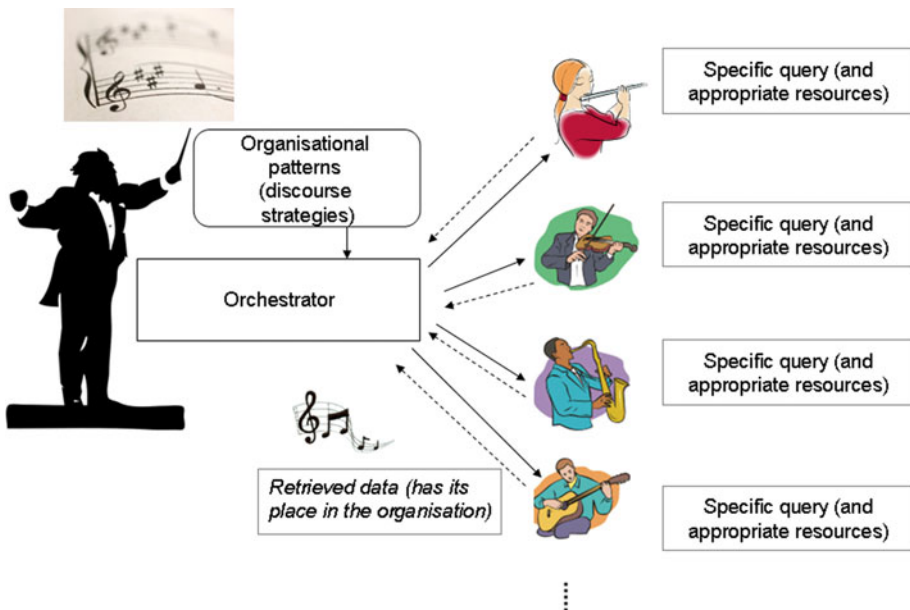 Organisational
patterns
(discourse
strategies)
Orchestrator
Retrieved data (has its
place in the organisation)
Specific query (and
appropriate resources)
Specific query (and
appropriate resources)
Specific query (and
appropriate resources)
Specific query (and
appropriate resources)